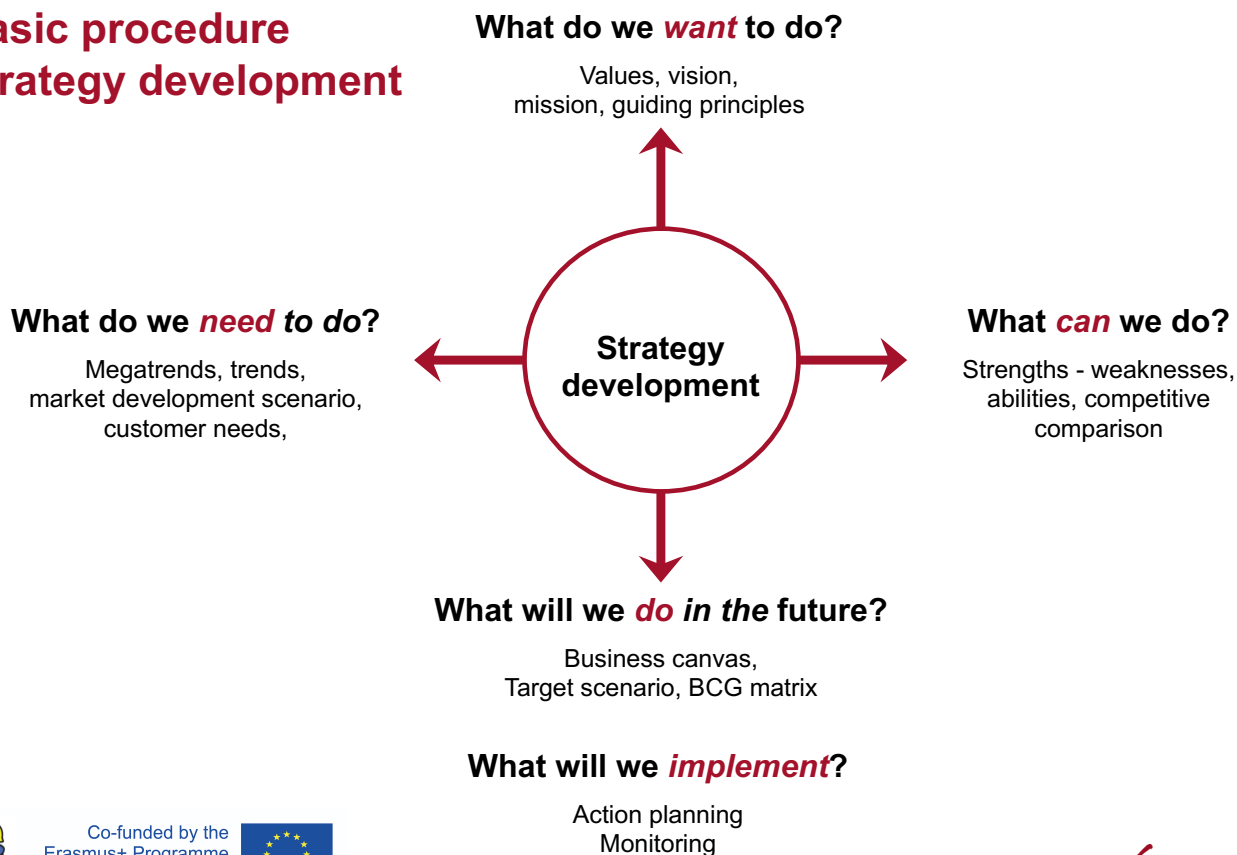 asic procedure
rategy development
What do we want to do?
Values, vision,
mission, guiding principles
What do we need to do?
Megatrends, trends,
market development scenario,
customer needs,
Strategy
development
What can we do?
Strengths - weaknesses,
abilities, competitive
comparison
What will we do in the future?
Business canvas,
Target scenario, BCG matrix
What will we implement?
Action planning
Monitoring
Co-funded by the
Erasmus+ Programme